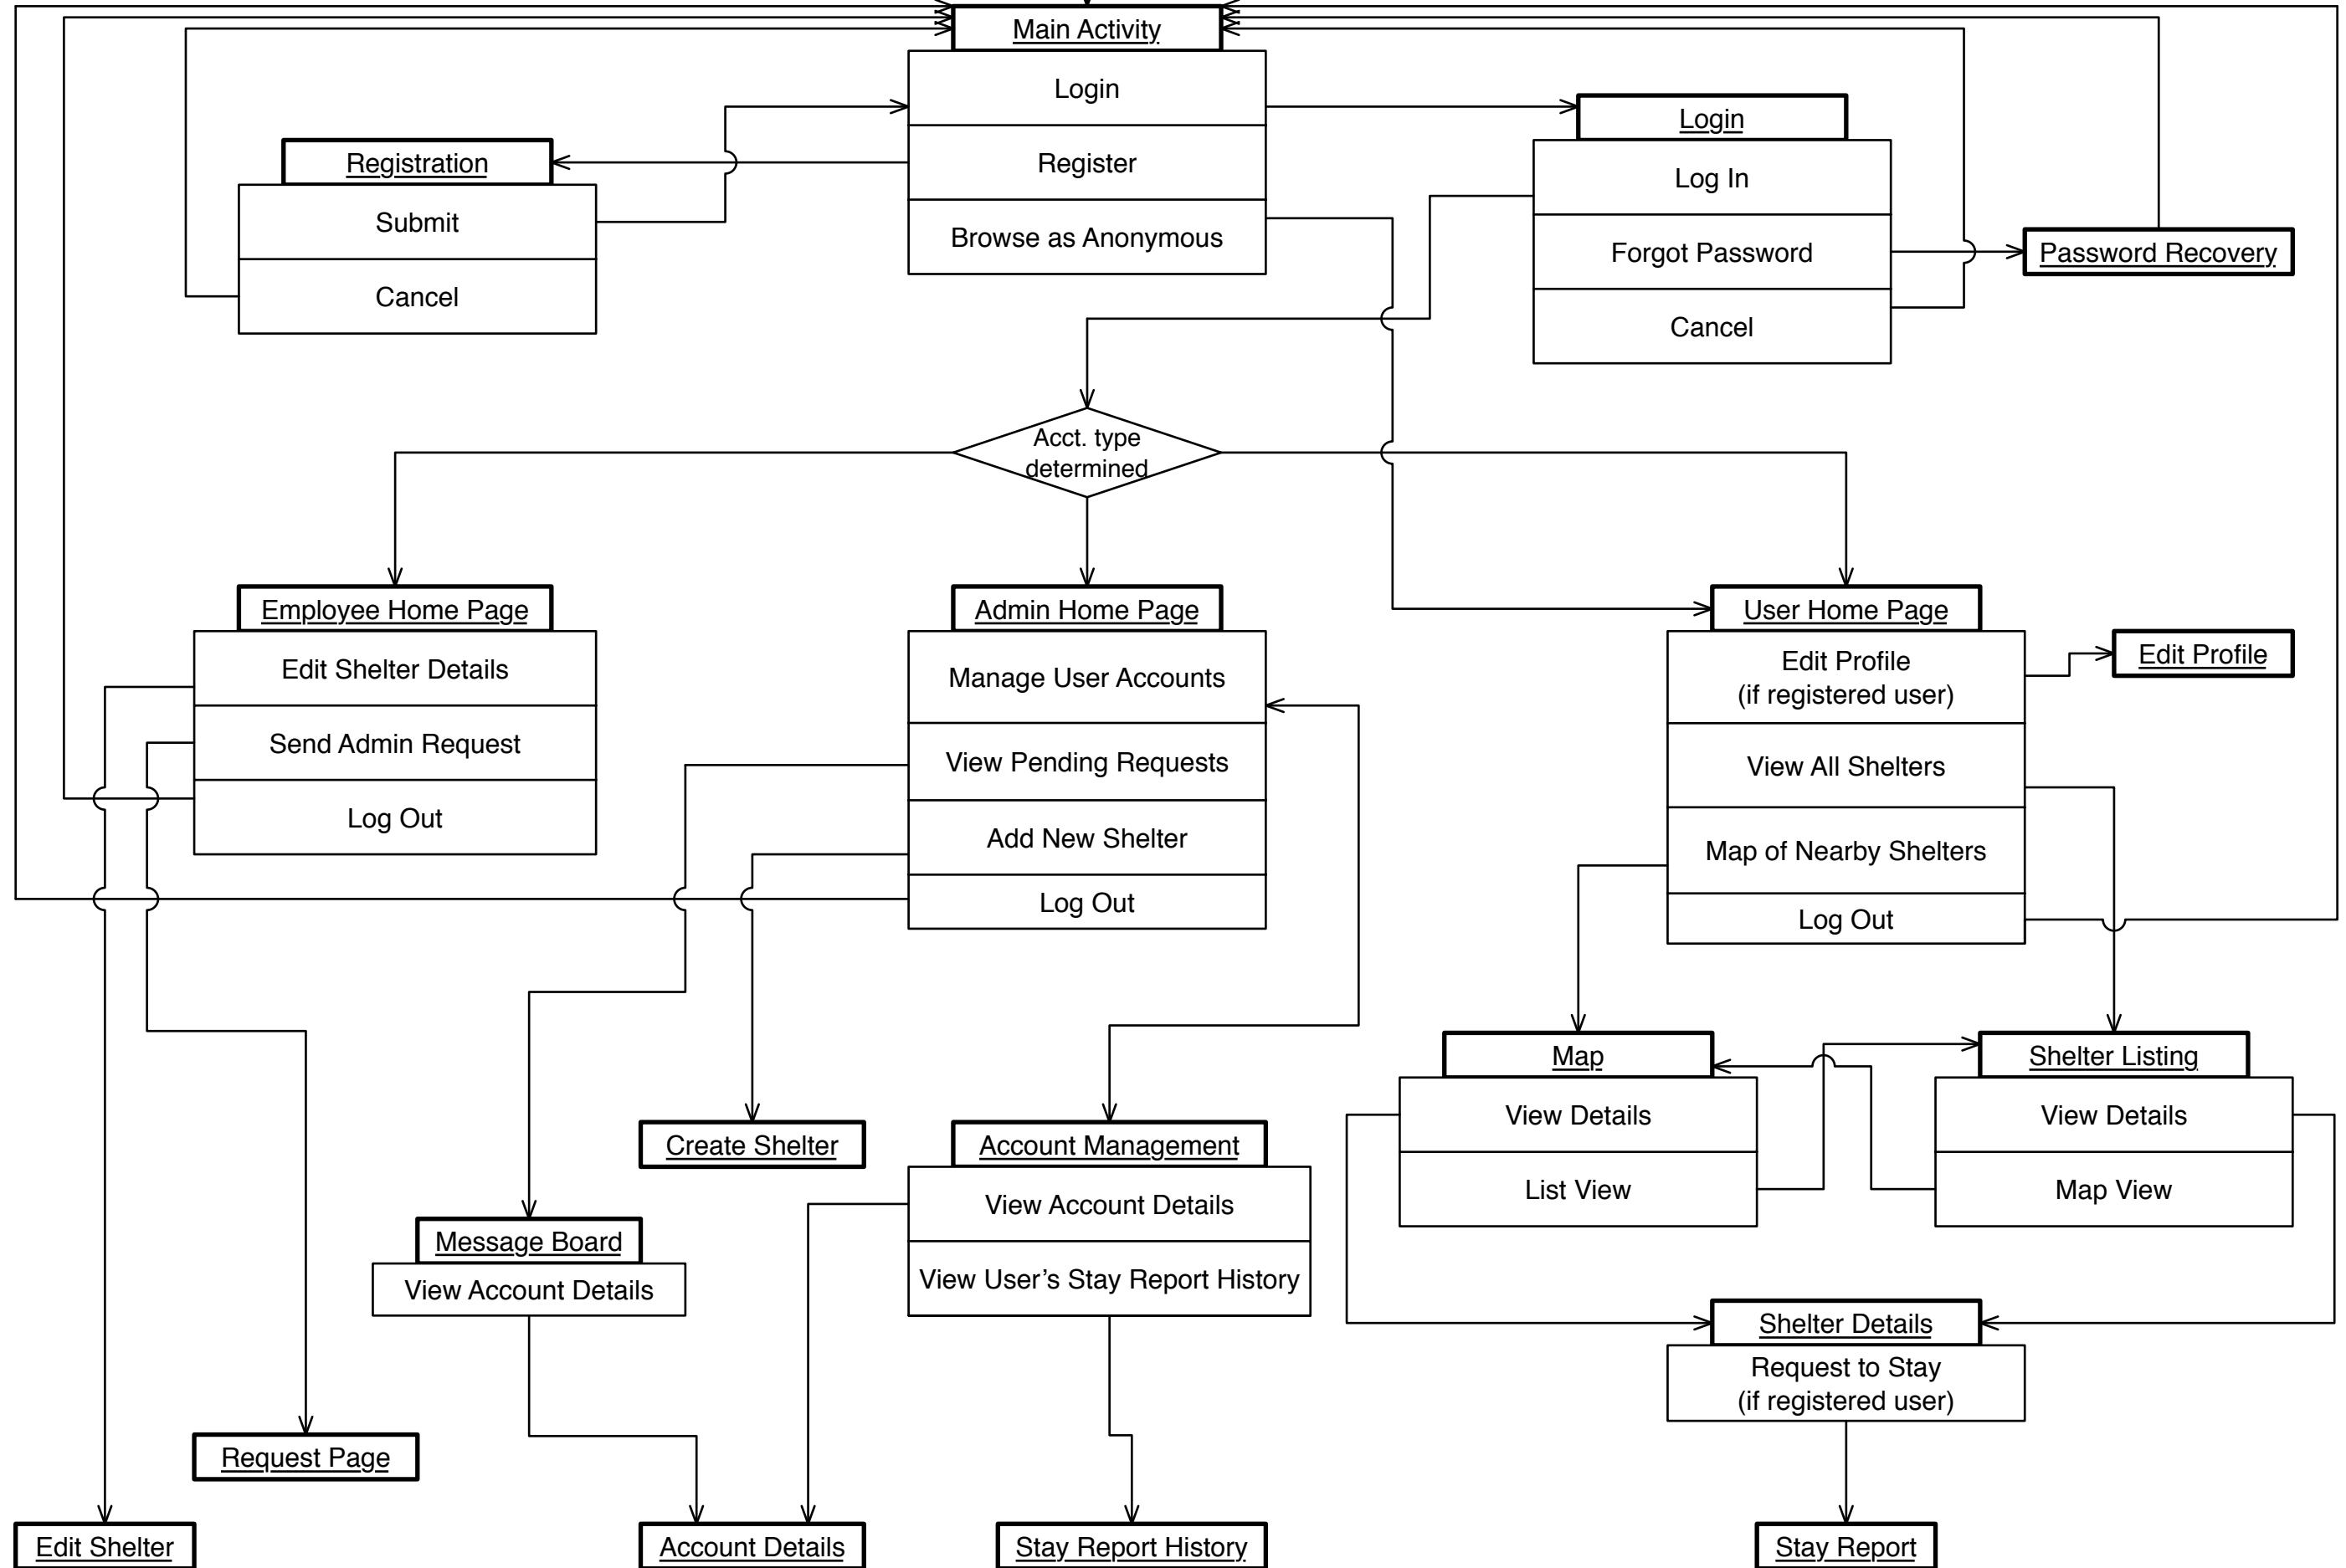 Main Activity
Login
Register
Browse as Anonymous
Registration
Submit
Cancel
Login
Log In
Forgot Password
Cancel
Password Recovery
Acct. type
determined
Employee Home Page
Edit Shelter Details
Send Admin Request
Log Out
Admin Home Page
Manage User Accounts
View Pending Requests
Add New Shelter
Log Out
User Home Page
Edit Profile
(if registered user)
View All Shelters
Map of Nearby Shelters
Log Out
Edit Profile
Map
View Details
List View
Shelter Listing
View Details
Map View
Create Shelter
Account Management
View Account Details
View User’s Stay Report History
Message Board
View Account Details
Shelter Details
Request to Stay
(if registered user)
Request Page
Edit Shelter
Account Details
Stay Report History
Stay Report